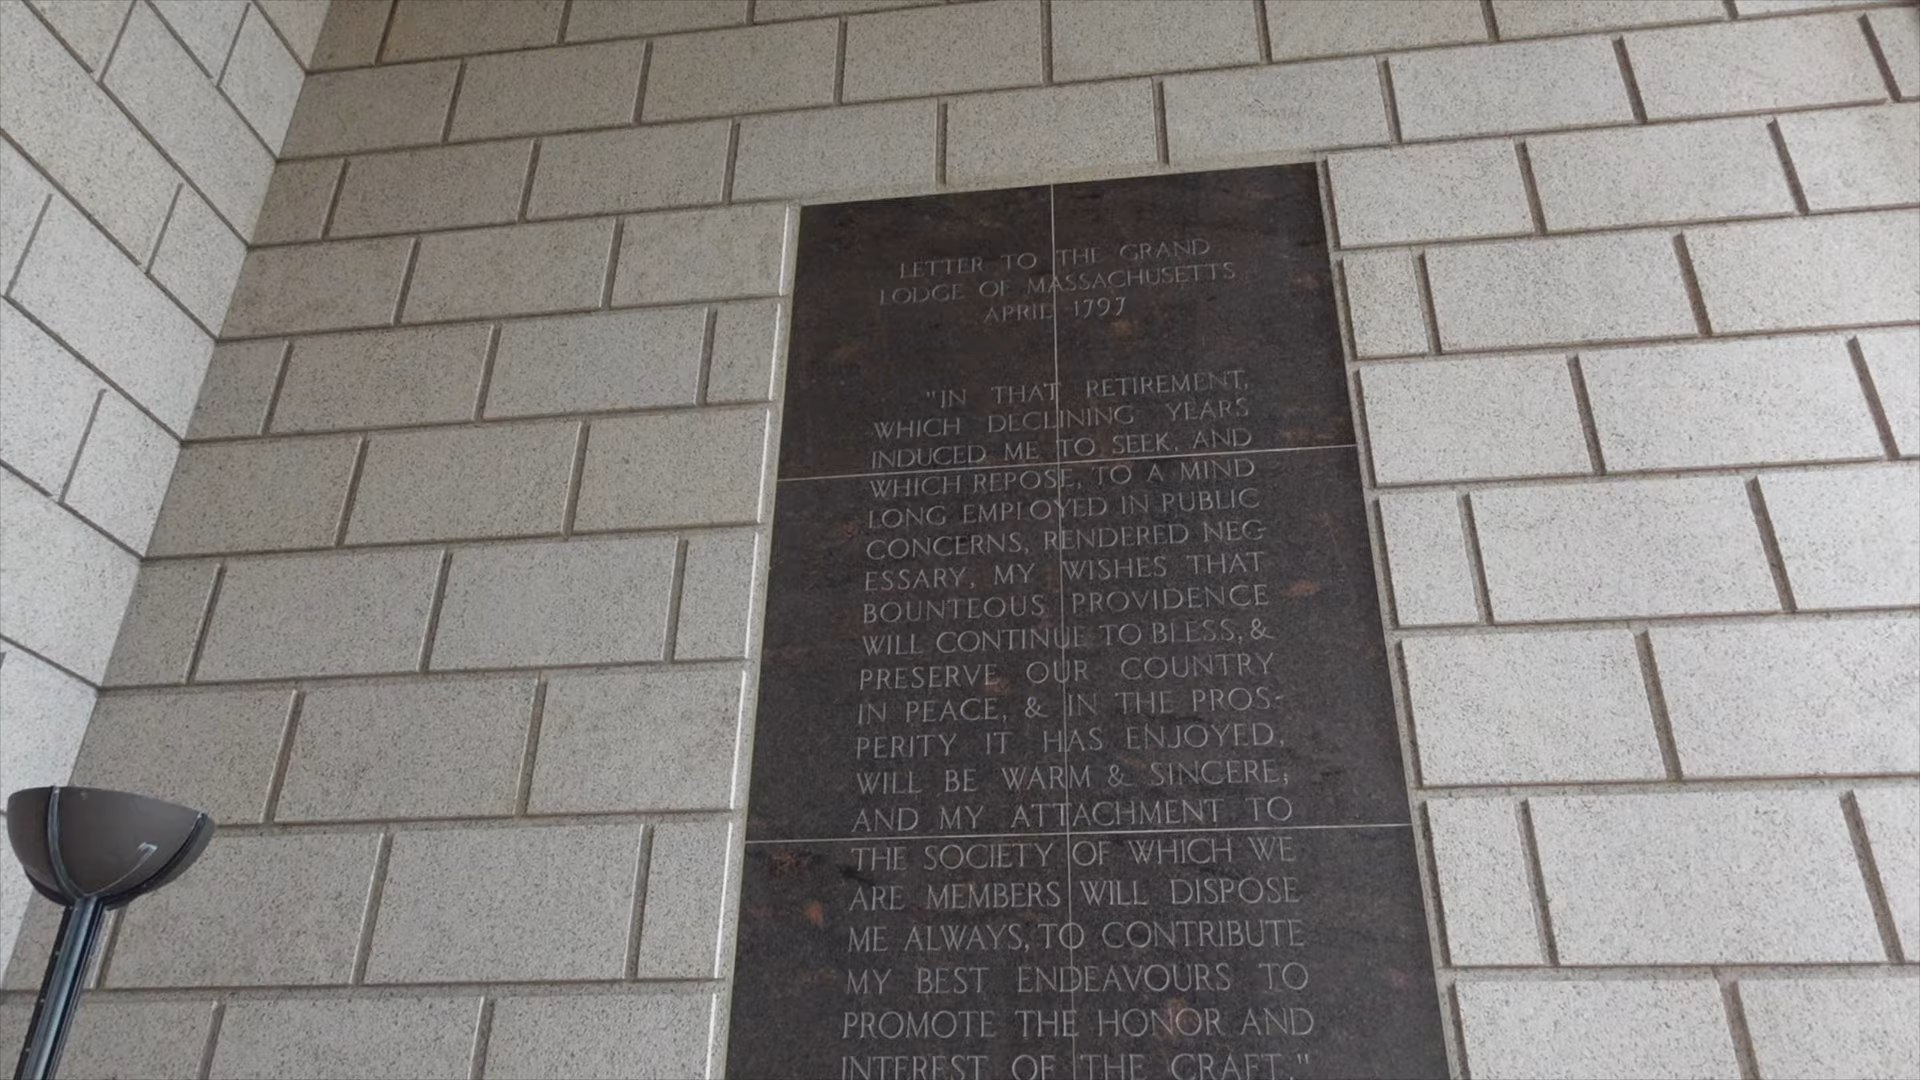 LETTER TO THE GRAND
LODGE OF MASSACHUSETTS
APRIL 1797
"IN THAT RETIREMENT,
WHICH DECLINING YEARS
INDUCED ME TO SEEK, AND
WHICH REPOSE, TO A MIND
LONG EMPLOYED IN PUBLIC
CONCERNS, RENDERED NEC-
ESSARY, MY WISHES THAT
BOUNTEOUS PROVIDENCE
WILL CONTINUE TO BLESS, &
PRESERVE OUR COUNTRY
IN PEACE, & IN THE PROS-
PERITY IT HAS ENJOYED,
WILL BE WARM & SINCERE;
AND MY ATTACHMENT TO
THE SOCIETY OF WHICH WE
ARE MEMBERS WILL DISPOSE
ME ALWAYS, TO CONTRIBUTE
MY BEST ENDEAVOURS TO
PROMOTE THE HONOR AND
INTEREST OF THE CRAFT."